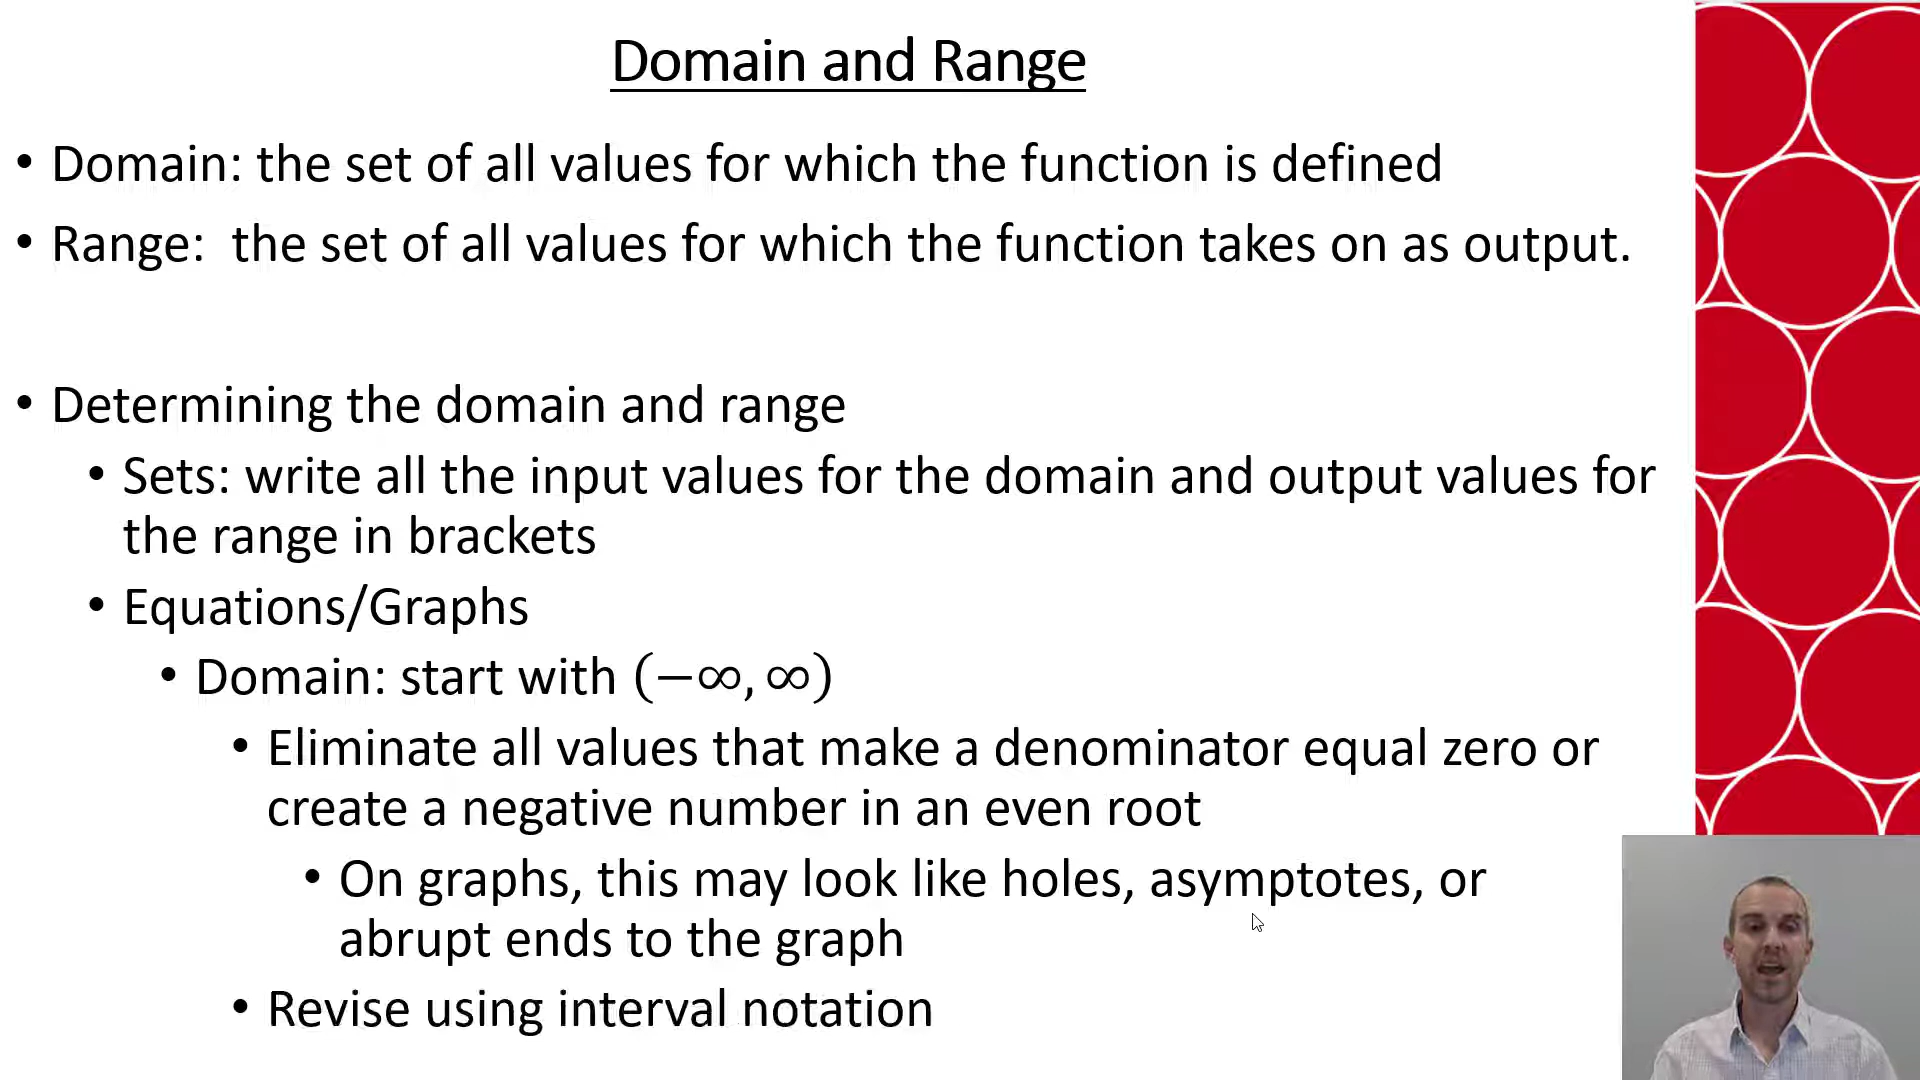 Domain and Range
• Domain: the set of all values for which the function is defined
• Range:  the set of all values for which the function takes on as output.
• Determining the domain and range
• Sets: write all the input values for the domain and output values for
the range in brackets
• Equations/Graphs
• Domain: start with (−∞, ∞)
• Eliminate all values that make a denominator equal zero or
create a negative number in an even root
• On graphs, this may look like holes, asymptotes, or
abrupt ends to the graph
• Revise using interval notation